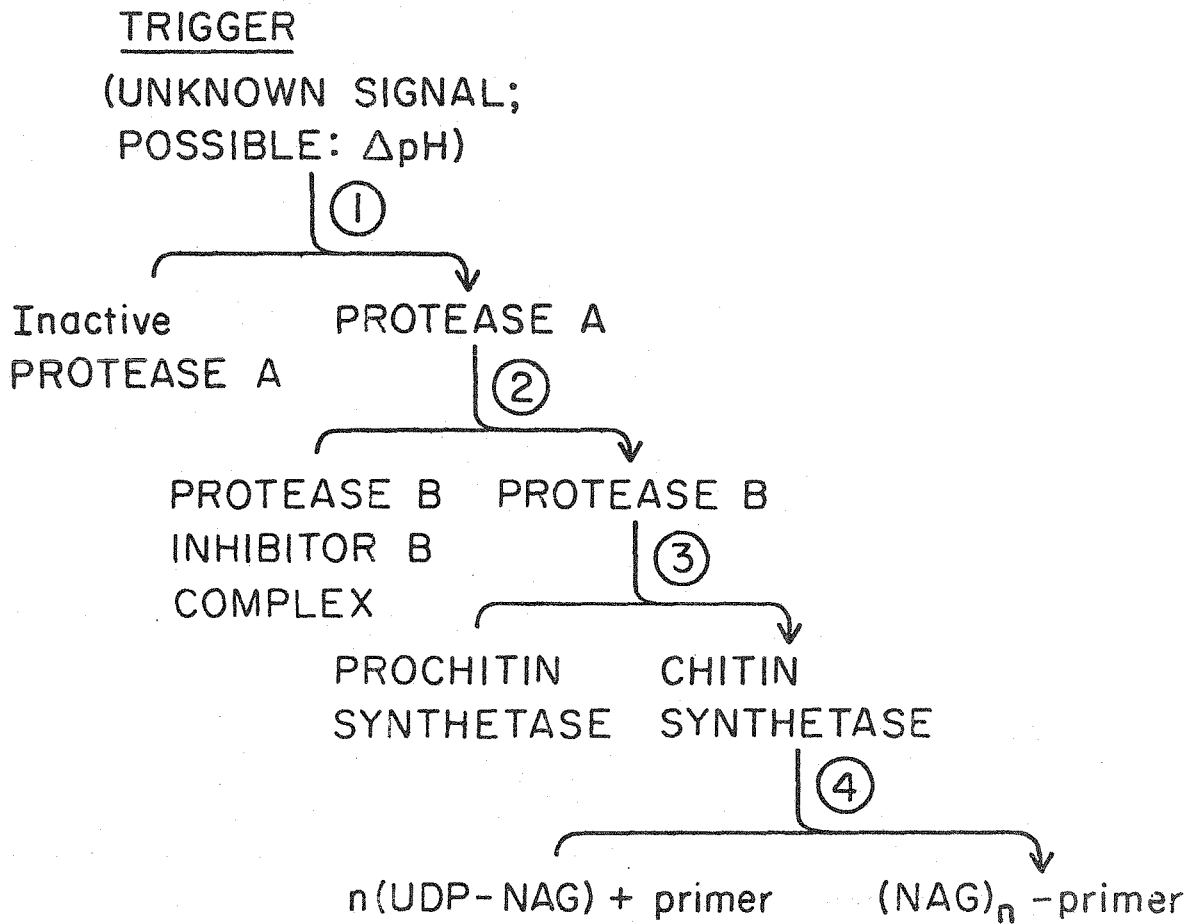 TRIGGER
(UNKNOWN SIGNAL;
POSSIBLE: ΔpH)
①
Inactive PROTEASE A
PROTEASE A
②
PROTEASE B PROTEASE B
INHIBITOR B
COMPLEX
③
PROCHITIN CHITIN
SYNTHETASE SYNTHETASE
④
n(UDP-NAG) + primer (NAG)n-primer